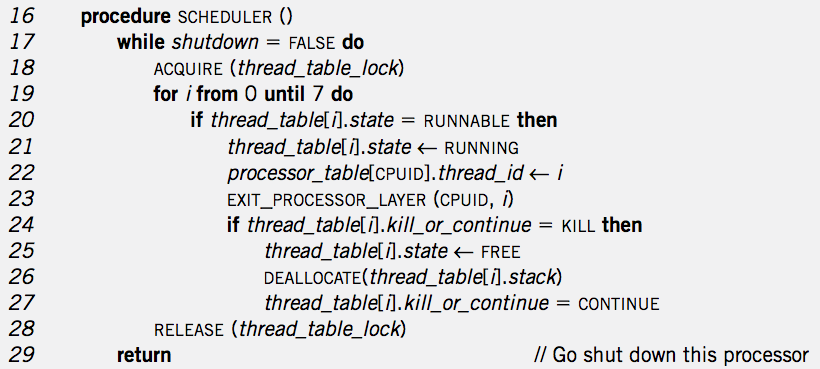 16 procedure SCHEDULER ()
17 while shutdown = FALSE do
18 ACQUIRE (thread_table_lock)
19 for i from 0 until 7 do
20 if thread_table[i].state = RUNNABLE then
21 thread_table[i].state ← RUNNING
22 processor_table[CPUID].thread_id ← i
23 EXIT_PROCESSOR_LAYER (CPUID, i)
24 if thread_table[i].kill_or_continue = KILL then
25 thread_table[i].state ← FREE
26 DEALLOCATE(thread_table[i].stack)
27 thread_table[i].kill_or_continue = CONTINUE
28 RELEASE (thread_table_lock)
29 return // Go shut down this processor